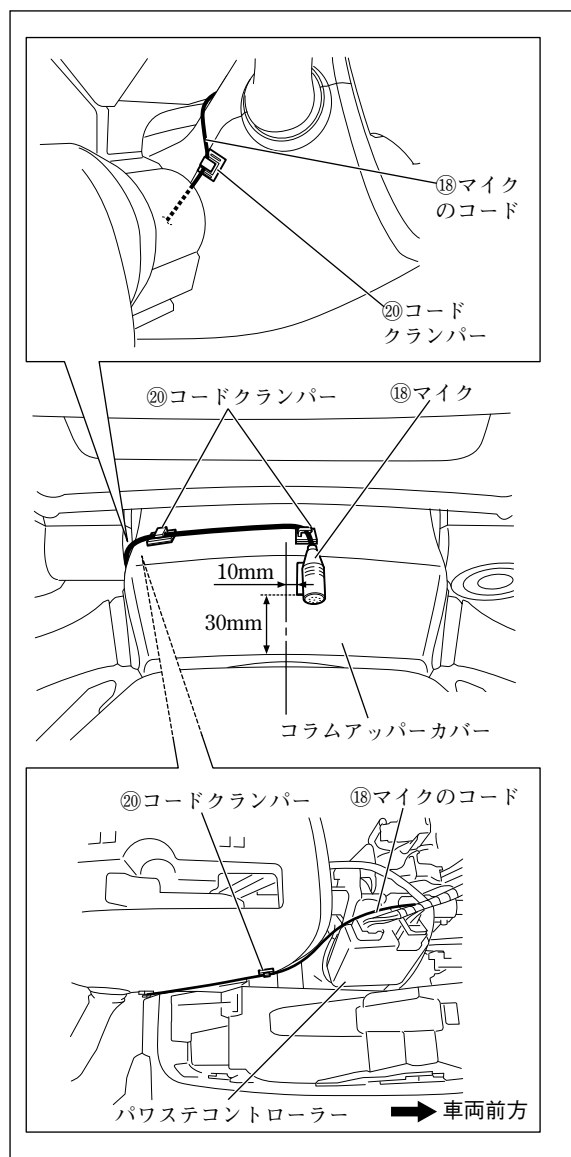 ⑱マイク
のコード
⑳コード
クランパー
⑳コードクランパー
⑱マイク
10mm
30mm
コラムアッパーカバー
⑳コードクランパー
⑱マイクのコード
パワステコントローラー
車両前方